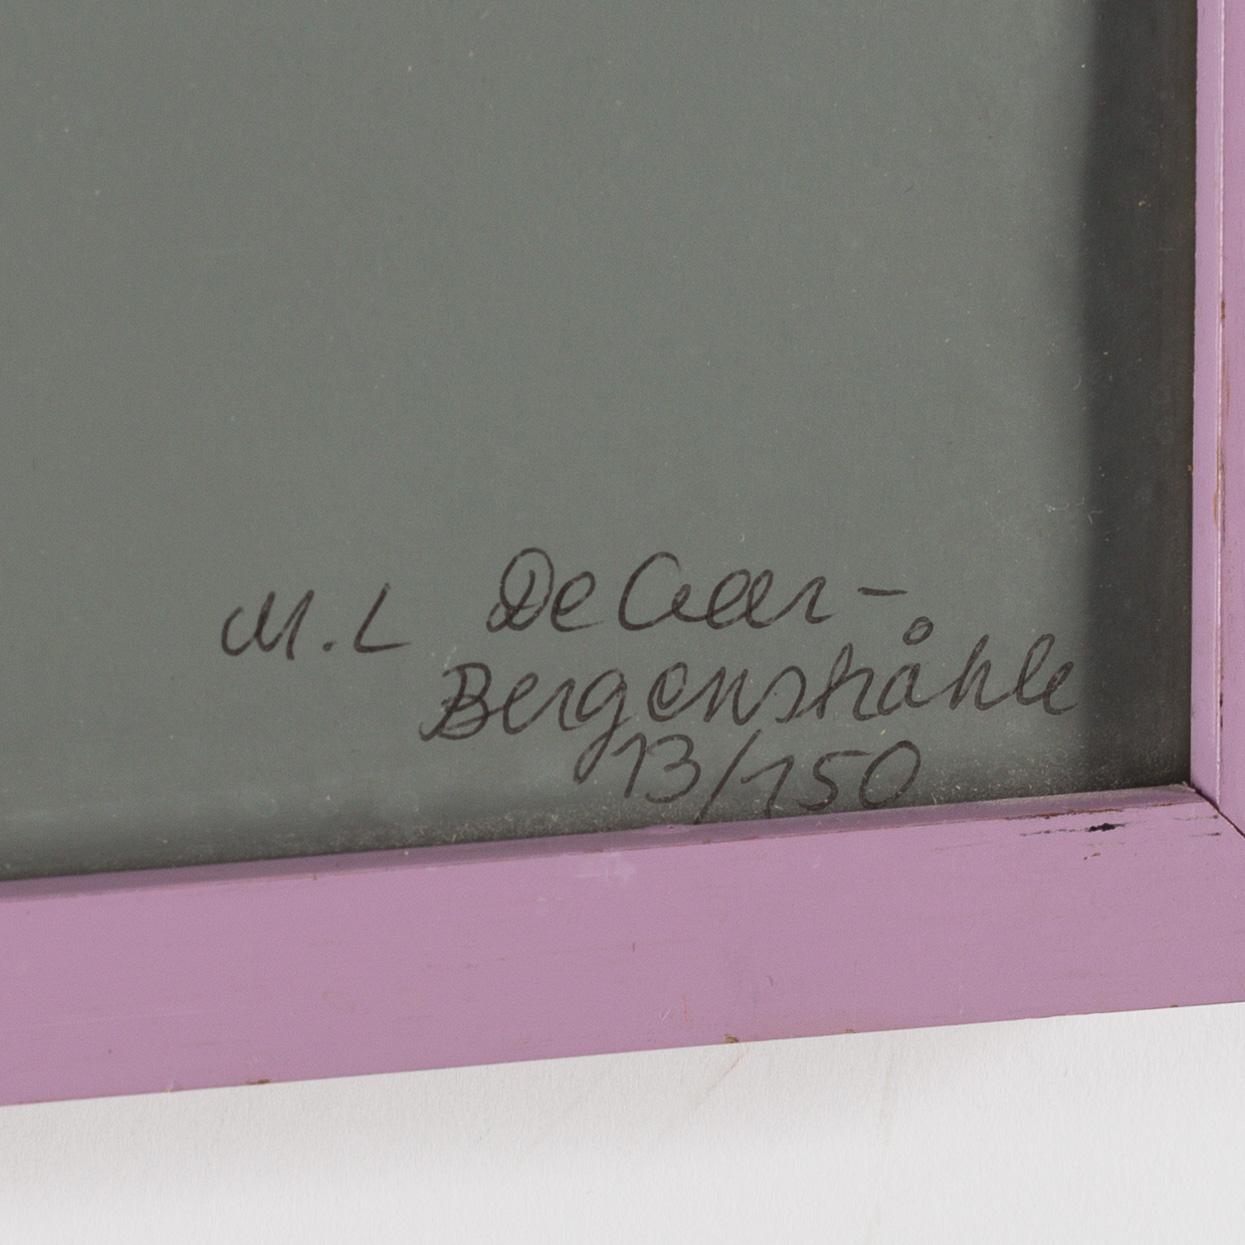 M.L De Geer-
Bergenstråhle
13/150